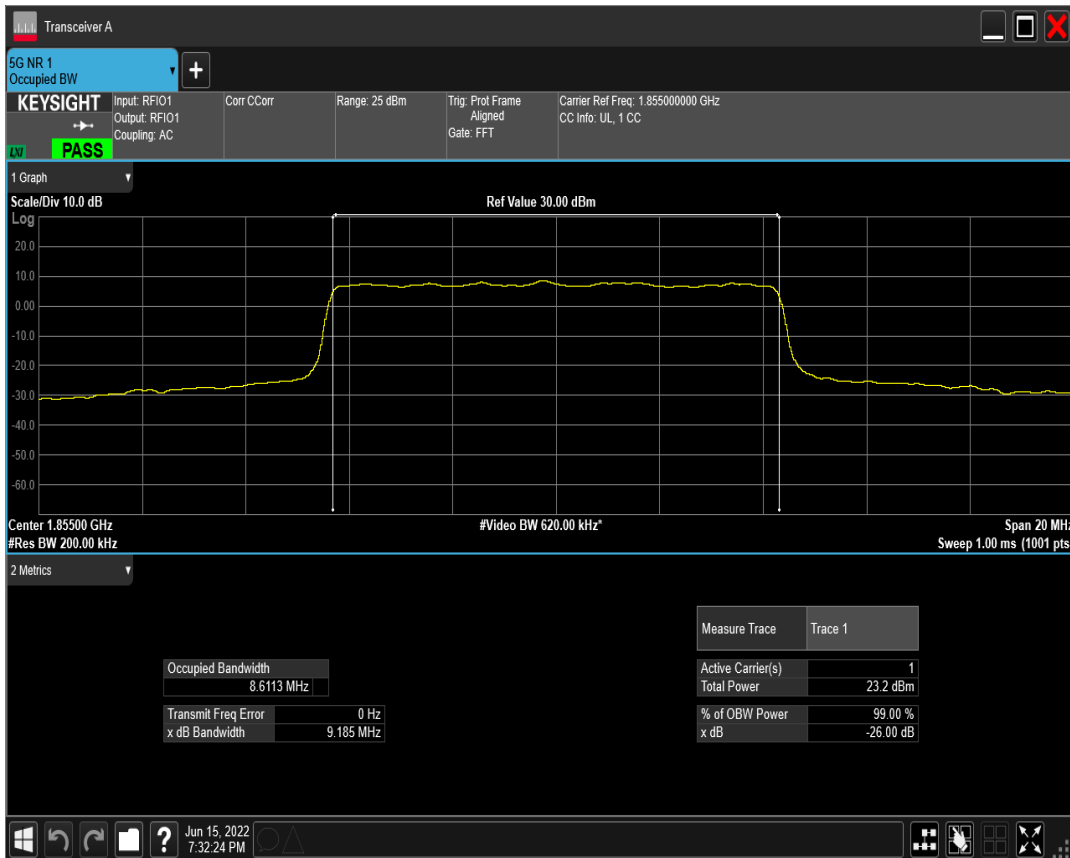 Transceiver A
5G NR 1
Occupied BW
+
KEYSIGHT
LXI
PASS
Input: RFIO1
Output: RFIO1
Coupling: AC
Corr CCorr
Range: 25 dBm
Trig: Prot Frame
Aligned
Gate: FFT
Carrier Ref Freq: 1.855000000 GHz
CC Info: UL, 1 CC
1 Graph
Scale/Div 10.0 dB
Ref Value 30.00 dBm
Log
20.0
10.0
0.00
-10.0
-20.0
-30.0
-40.0
-50.0
-60.0
Center 1.85500 GHz
#Video BW 620.00 kHz*
Span 20 MHz
#Res BW 200.00 kHz
Sweep 1.00 ms (1001 pts
2 Metrics
Measure Trace Trace 1
Occupied Bandwidth
8.6113 MHz
Active Carrier(s) 1
Total Power 23.2 dBm
Transmit Freq Error 0 Hz
x dB Bandwidth 9.185 MHz
% of OBW Power 99.00 %
x dB -26.00 dB
?
Jun 15, 2022
7:32:24 PM